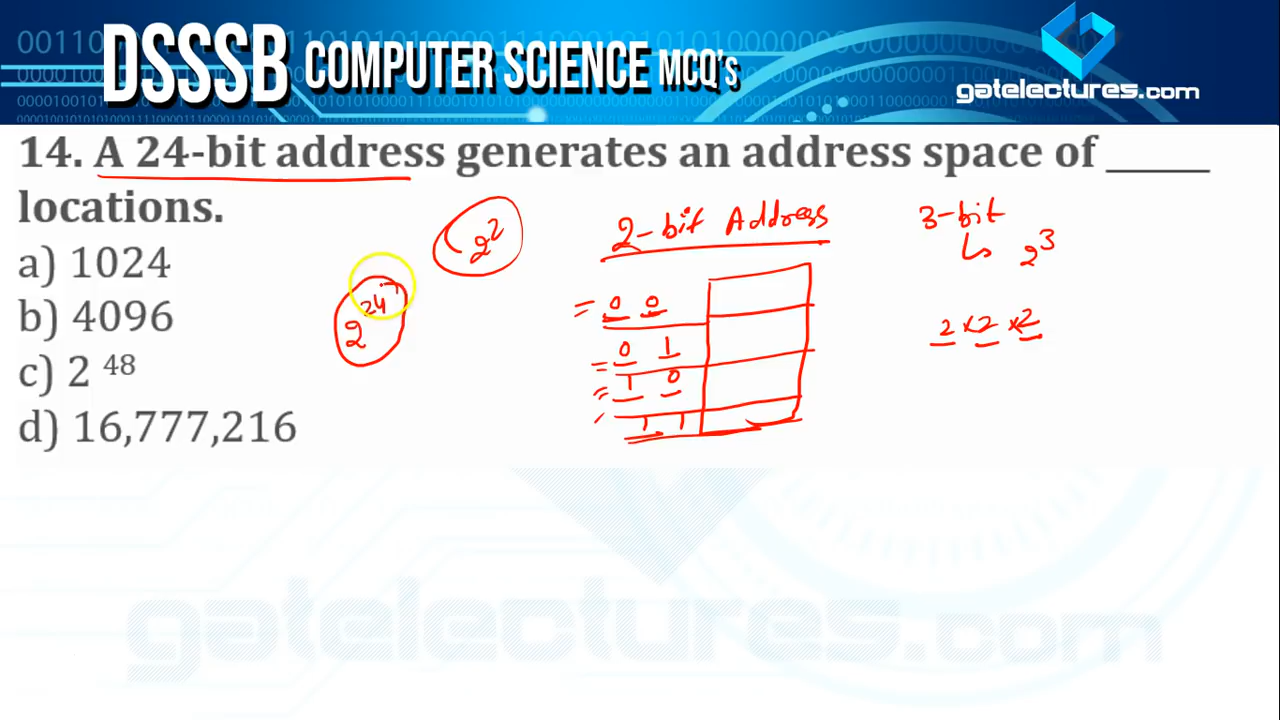 DSSSB COMPUTER SCIENCE MCQ's
gatelectures.com
14. A 24-bit address generates an address space of ______
locations.
a) 1024
b) 4096
c) 2 48
d) 16,777,216
2^2
2^24
2-bit Address
0 0
0 1
1 0
1 1
3-bit
↳ 2^3
2 × 2 × 2
gatelectures.com